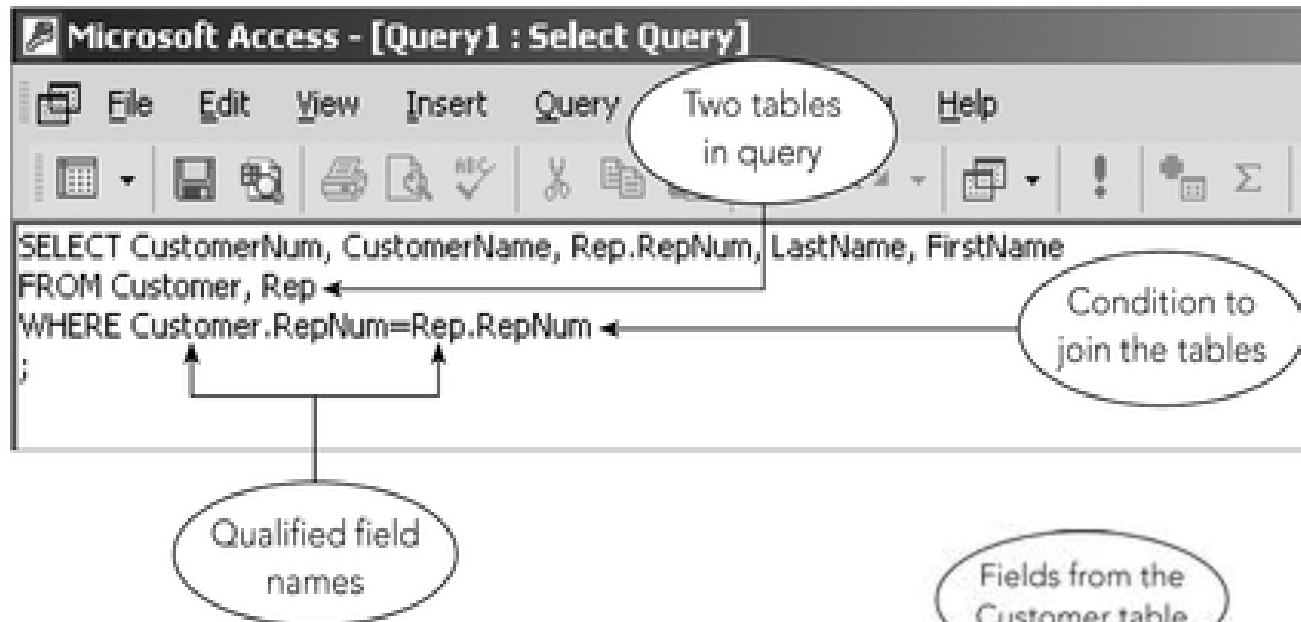 Microsoft Access - [Query1 : Select Query]
File Edit View Insert Query Help
Two tables
in query
SELECT CustomerNum, CustomerName, Rep.RepNum, LastName, FirstName
FROM Customer, Rep
WHERE Customer.RepNum=Rep.RepNum
;
Condition to
join the tables
Qualified field
names
Fields from the
Customer table